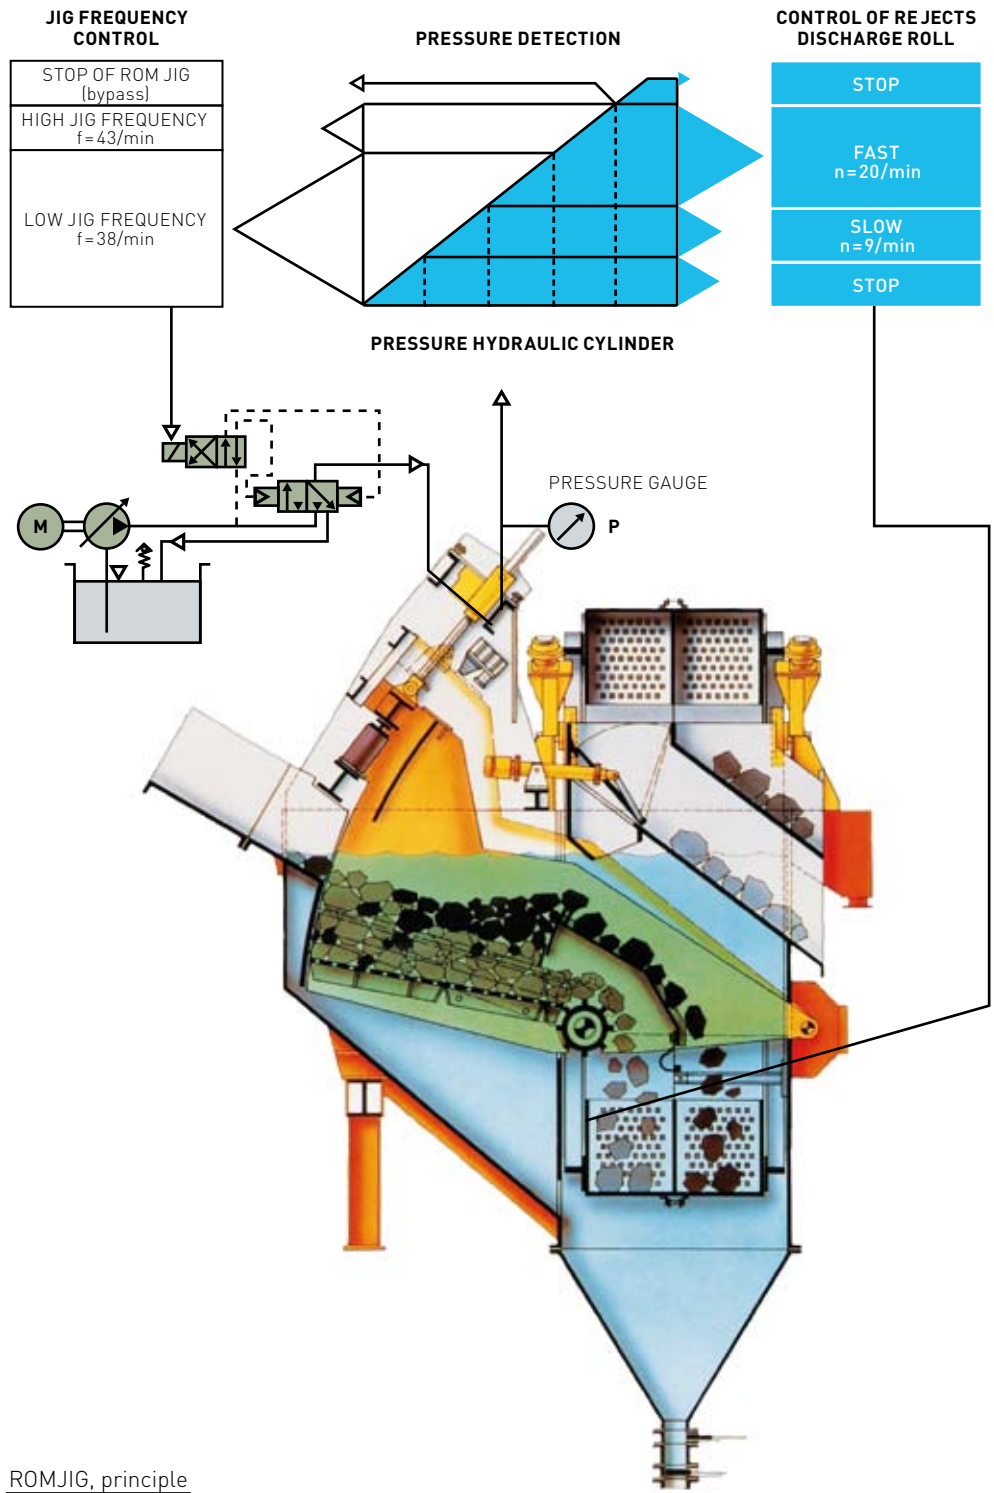 JIG FREQUENCY
CONTROL
PRESSURE DETECTION
CONTROL OF REJECTS
DISCHARGE ROLL
STOP OF ROM JIG
(bypass)
HIGH JIG FREQUENCY
f=43/min
LOW JIG FREQUENCY
f=38/min
STOP
FAST
n=20/min
SLOW
n=9/min
STOP
PRESSURE HYDRAULIC CYLINDER
PRESSURE GAUGE
M
P
ROMJIG, principle